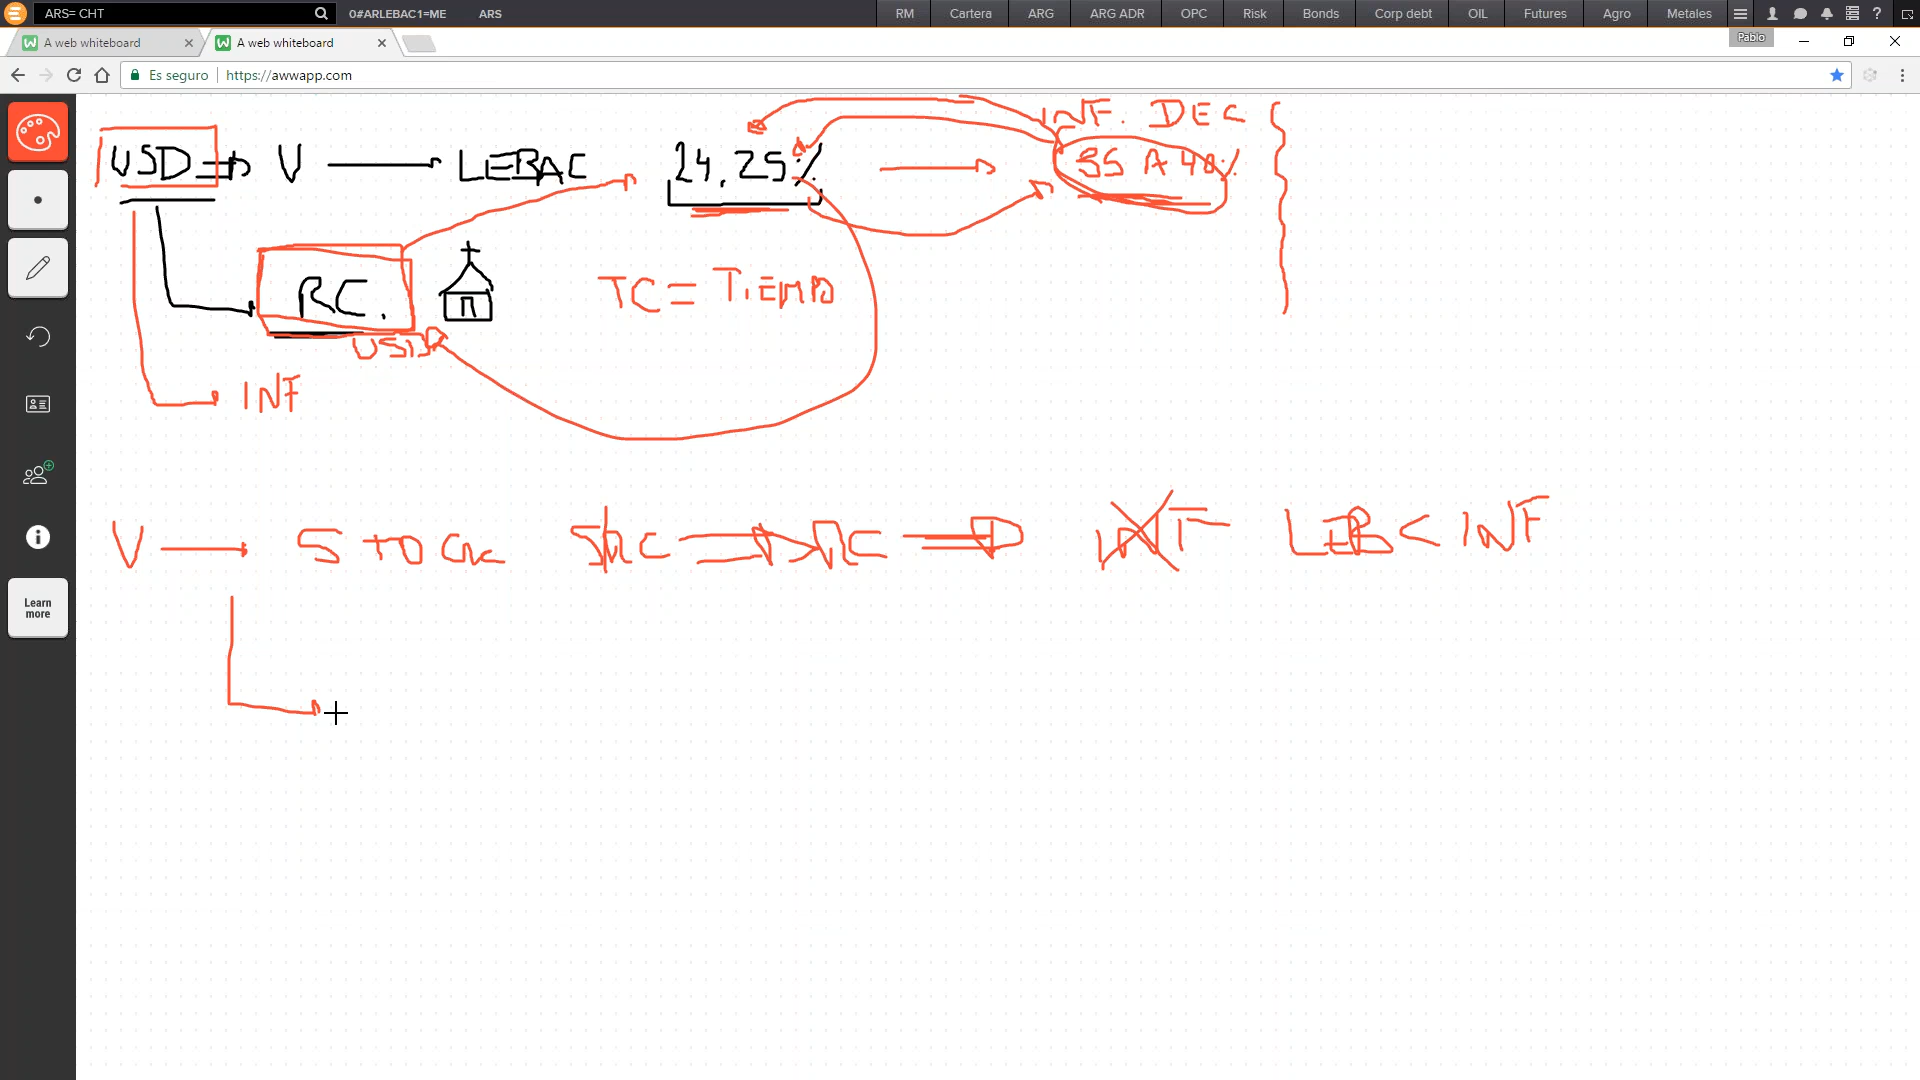 ARS= CHT 0#ARLEBAC1=ME ARS RM Cartera ARG ARG ADR OPC Risk Bonds Corp debt OIL Futures Agro Metales ?
A web whiteboard A web whiteboard Pablo
Es seguro https://awwapp.com
INF. DEC
USD V LEBAC 24,25% 35 A 40%
RC. TC = TIEMPO
USD
INF
V STOCK RC INF LEBC INF
Learn
more